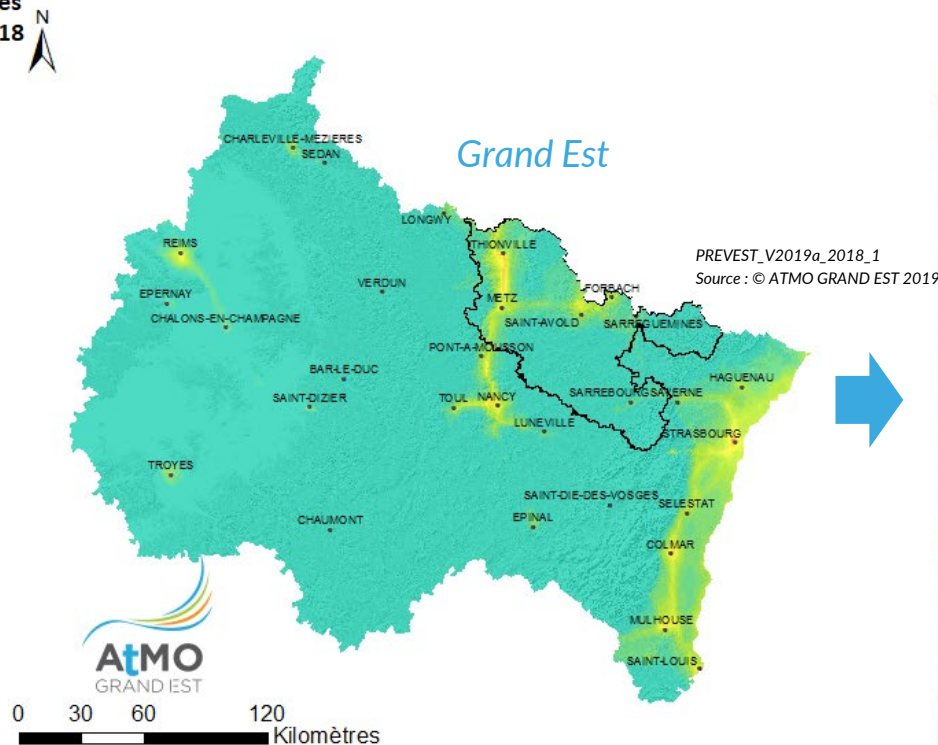 es
18
N
Grand Est
CHARLEVILLE-MEZIERES
SEDAN
LONGWY
REIMS
THIONVILLE
PREVEST_V2019a_2018_1
Source : © ATMO GRAND EST 2019
VERDUN
FORBACH
EPERNAY
METZ
CHALONS-EN-CHAMPAGNE
SAINT-AVOLD
SARREGUEMINES
PONT-A-MOUSSON
BAR-LE-DUC
HAGUENAU
SAINT-DIZIER
TOUL
NANCY
SARREBOURG
SAVERNE
LUNEVILLE
STRASBOURG
TROYES
SAINT-DIE-DES-VOSGES
SELESTAT
CHAUMONT
EPINAL
COLMAR
MULHOUSE
SAINT-LOUIS
AtMO
GRAND EST
0 30 60 120
Kilomètres